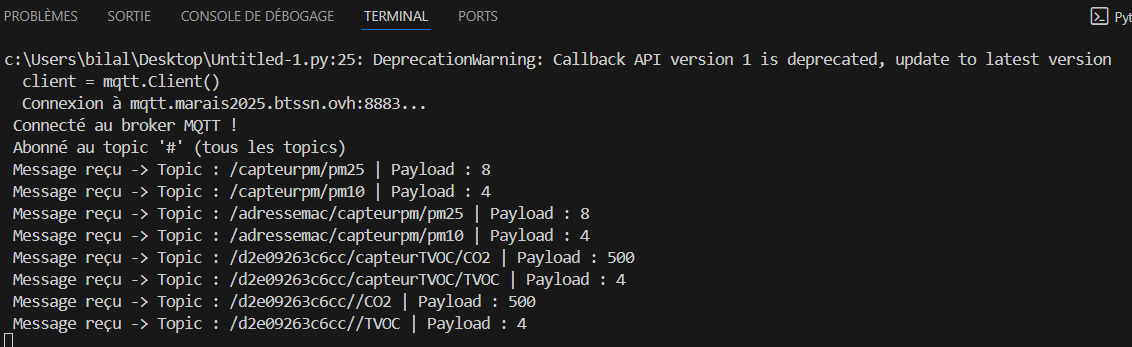 PROBLÈMES SORTIE CONSOLE DE DÉBOGAGE TERMINAL PORTS Pyt
c:\Users\bilal\Desktop\Untitled-1.py:25: DeprecationWarning: Callback API version 1 is deprecated, update to latest version
client = mqtt.Client()
Connexion à mqtt.marais2025.btssn.ovh:8883...
Connecté au broker MQTT !
Abonné au topic '#' (tous les topics)
Message reçu -> Topic : /capteurpm/pm25 | Payload : 8
Message reçu -> Topic : /capteurpm/pm10 | Payload : 4
Message reçu -> Topic : /adressemac/capteurpm/pm25 | Payload : 8
Message reçu -> Topic : /adressemac/capteurpm/pm10 | Payload : 4
Message reçu -> Topic : /d2e09263c6cc/capteurTVOC/CO2 | Payload : 500
Message reçu -> Topic : /d2e09263c6cc/capteurTVOC/TVOC | Payload : 4
Message reçu -> Topic : /d2e09263c6cc//CO2 | Payload : 500
Message reçu -> Topic : /d2e09263c6cc//TVOC | Payload : 4